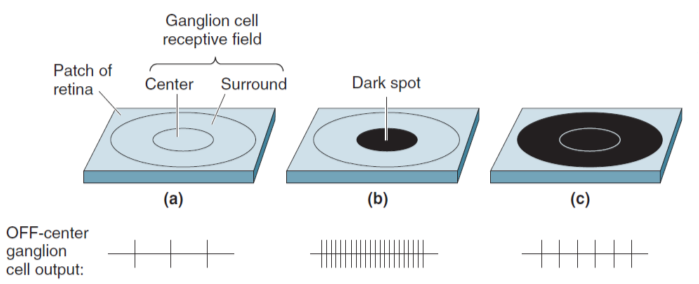 Ganglion cell
receptive field
Patch of
retina
Center
Surround
Dark spot
(a)
(b)
(c)
OFF-center
ganglion
cell output: